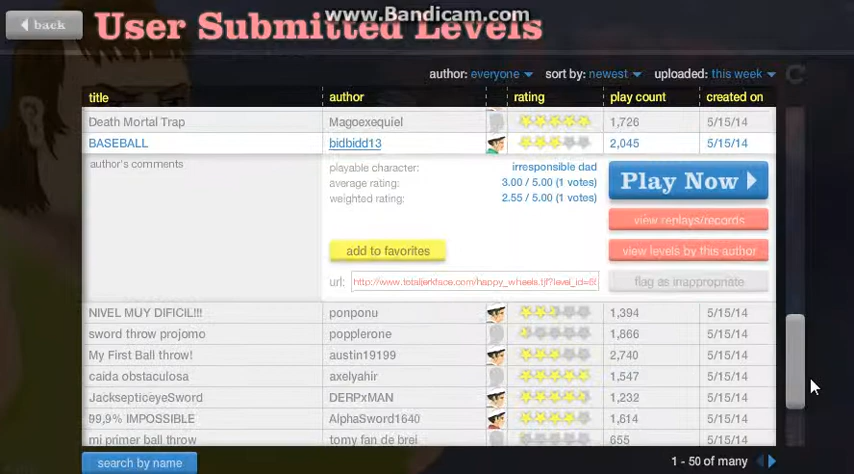 www.Bandicam.com
back
User Submitted Levels
author: everyone sort by: newest uploaded: this week
title author rating play count created on
Death Mortal Trap Magoexequiel 1,726 5/15/14
BASEBALL bidbidd13 2,045 5/15/14
author's comments
playable character: irresponsible dad
average rating: 3.00 / 5.00 (1 votes)
weighted rating: 2.55 / 5.00 (1 votes)
Play Now
view replays/records
add to favorites
view levels by this author
url: http://www.totaljerkface.com/happy_wheels.tjf?level_id=
flag as inappropriate
NIVEL MUY DIFICIL!!! ponponu 1,394 5/15/14
sword throw projomo popplerone 1,866 5/15/14
My First Ball throw! austin19199 2,740 5/15/14
caida obstaculosa axelyahir 1,547 5/15/14
JacksepticeyeSword DERPxMAN 1,232 5/15/14
99,9% IMPOSSIBLE AlphaSword1640 1,614 5/15/14
mi primer ball throw tomy fan de brei 655 5/15/14
search by name
1 - 50 of many